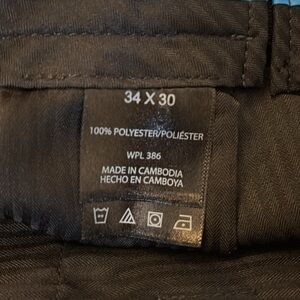 34 X 30
100% POLYESTER/POLIÉSTER
WPL 386
MADE IN CAMBODIA
HECHO EN CAMBOYA